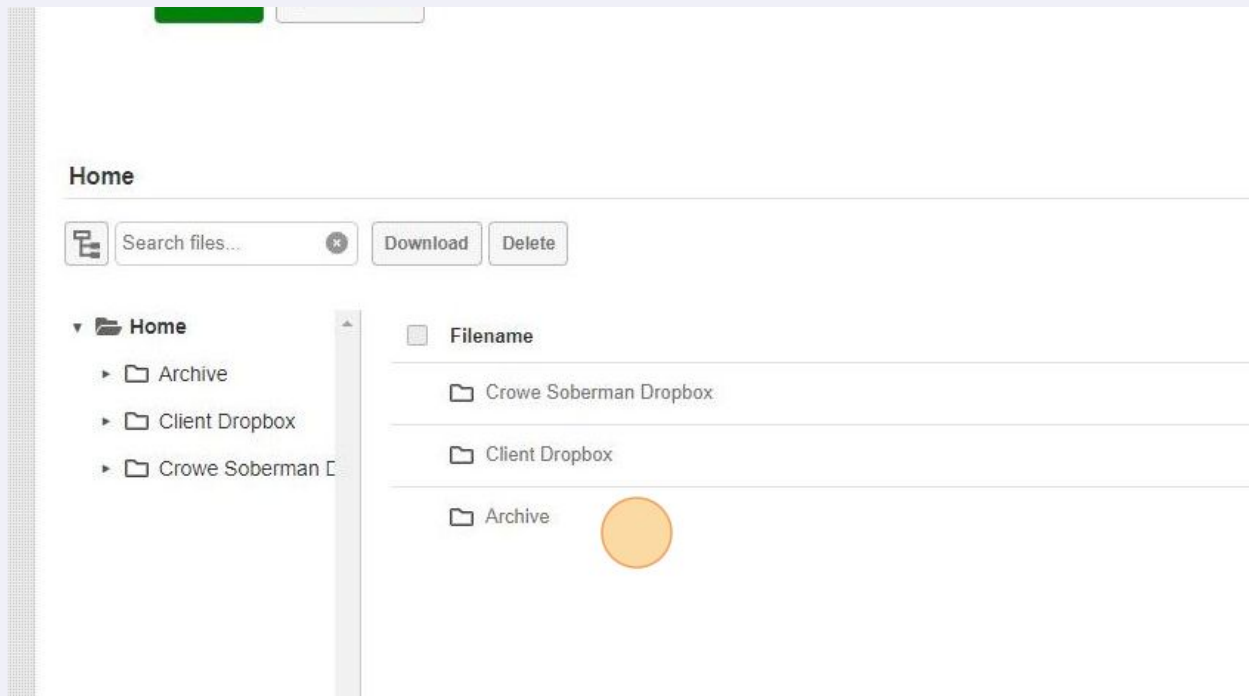 Home
Search files... Download Delete
Home
Archive
Client Dropbox
Crowe Soberman
Filename
Crowe Soberman Dropbox
Client Dropbox
Archive